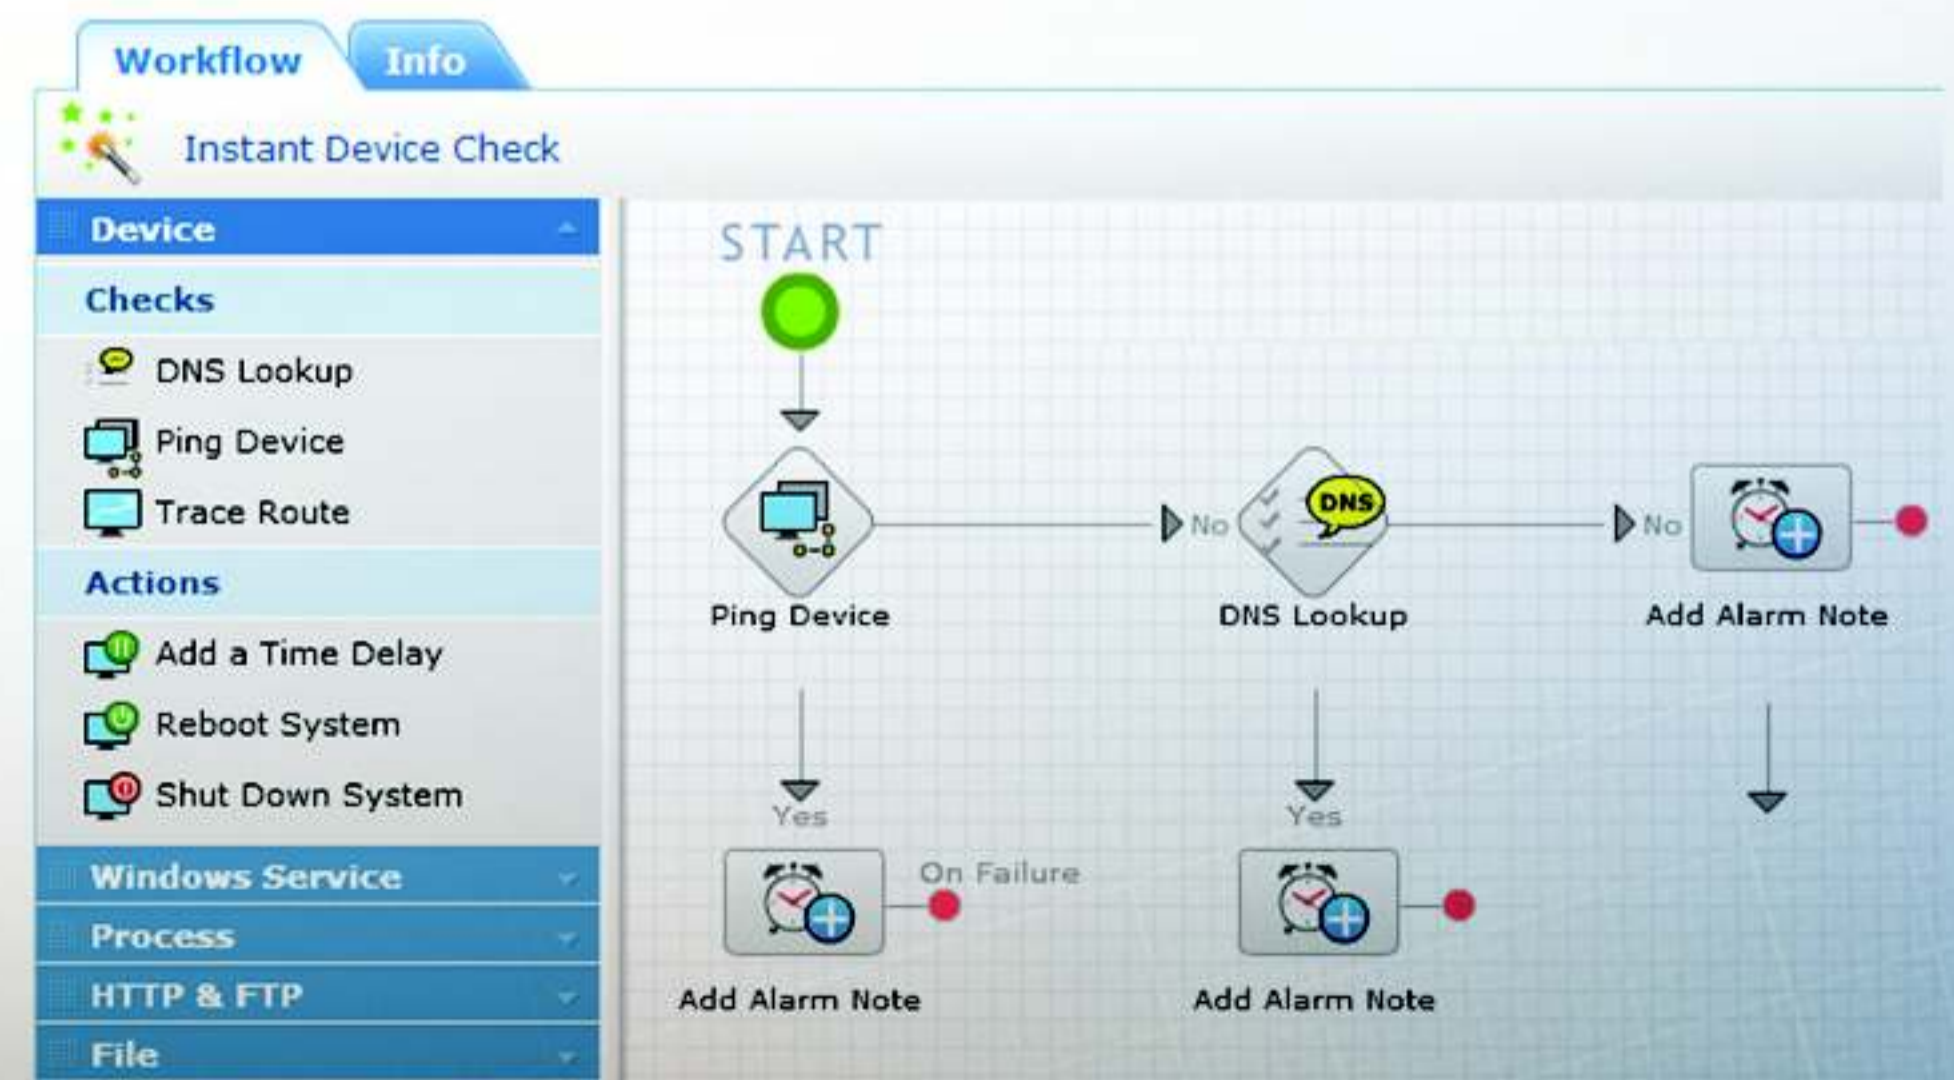 Workflow
Info
Instant Device Check
Device
Checks
DNS Lookup
Ping Device
Trace Route
Actions
Add a Time Delay
Reboot System
Shut Down System
Windows Service
Process
HTTP & FTP
File
START
No
DNS
No
Ping Device
DNS Lookup
Add Alarm Note
Yes
Yes
On Failure
Add Alarm Note
Add Alarm Note